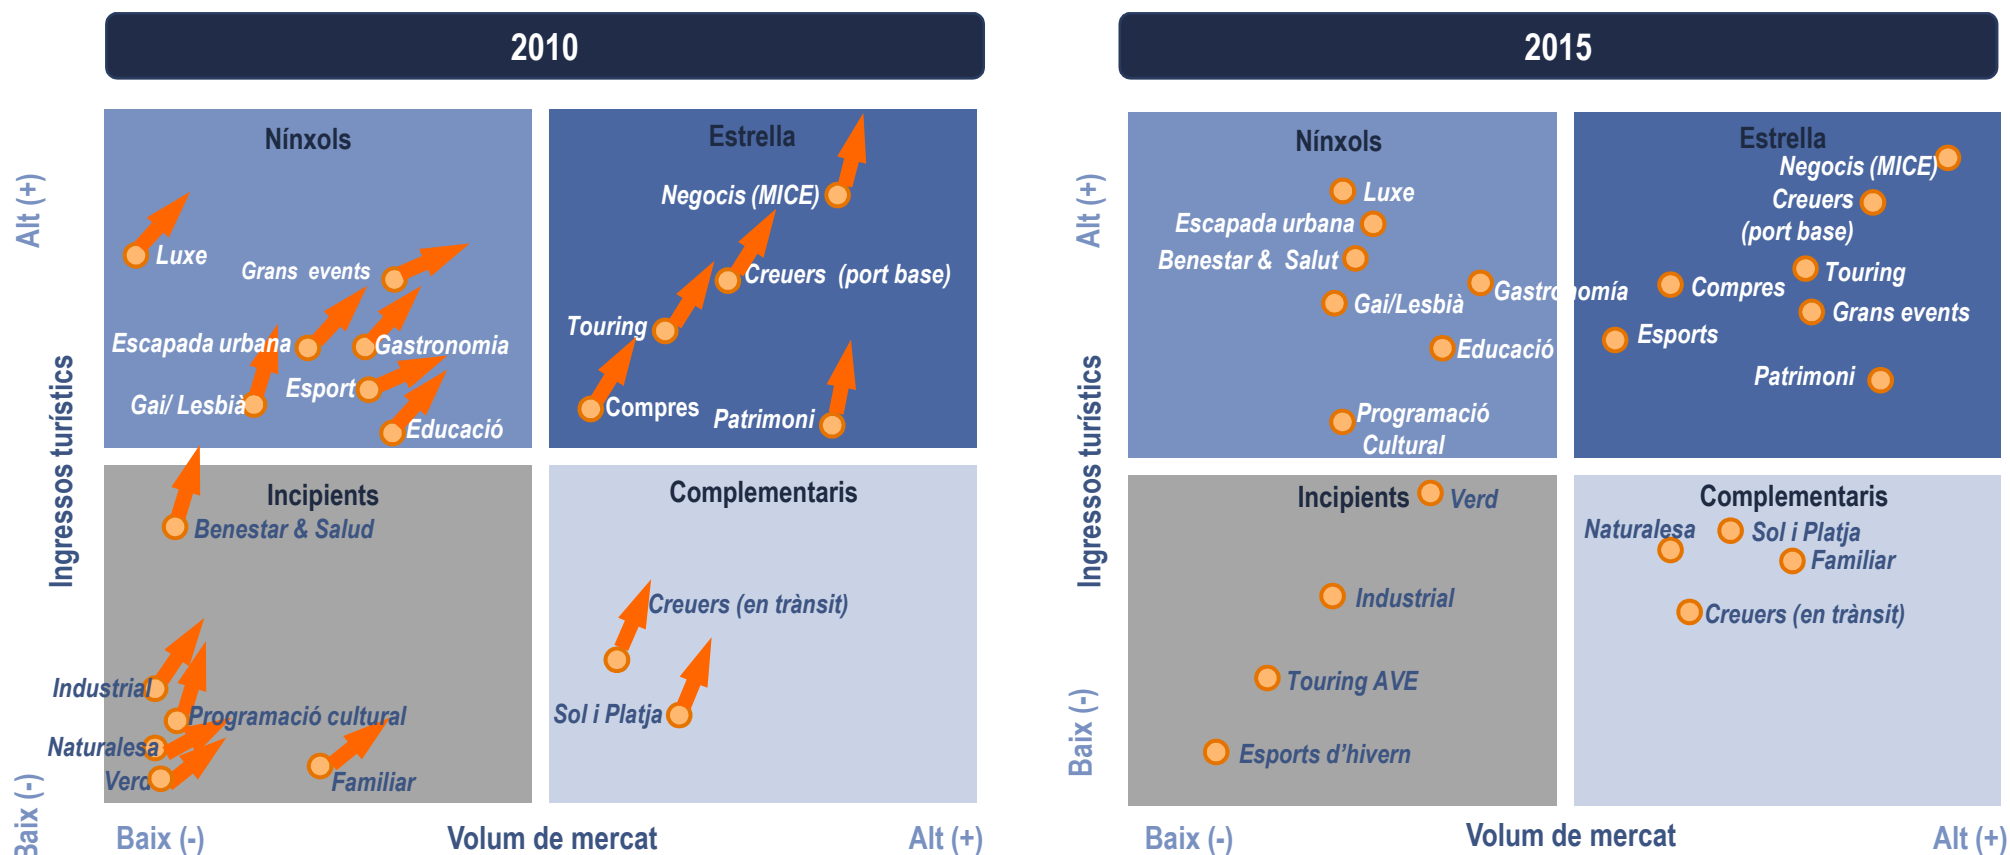 2010
Nínxols
Estrella
Negocis (MICE)
Luxe
Grans events
Creuers (port base)
Touring
Escapada urbana
Gastronomia
Esport
Gai/ Lesbià
Compres
Patrimoni
Educació
Incipients
Complementaris
Benestar & Salud
Creuers (en trànsit)
Industrial
Programació cultural
Sol i Platja
Naturalesa
Verd
Familiar
Alt (+)
Ingressos turístics
Baix (-)
Baix (-)
Volum de mercat
Alt (+)
2015
Nínxols
Estrella
Negocis (MICE)
Luxe
Creuers
(port base)
Escapada urbana
Benestar & Salut
Touring
Gastronomía
Compres
Gai/Lesbià
Grans events
Esports
Educació
Patrimoni
Programació
Cultural
Incipients
Verd
Complementaris
Naturalesa
Sol i Platja
Familiar
Industrial
Creuers (en trànsit)
Touring AVE
Esports d’hivern
Alt (+)
Ingressos turístics
Baix (-)
Baix (-)
Volum de mercat
Alt (+)